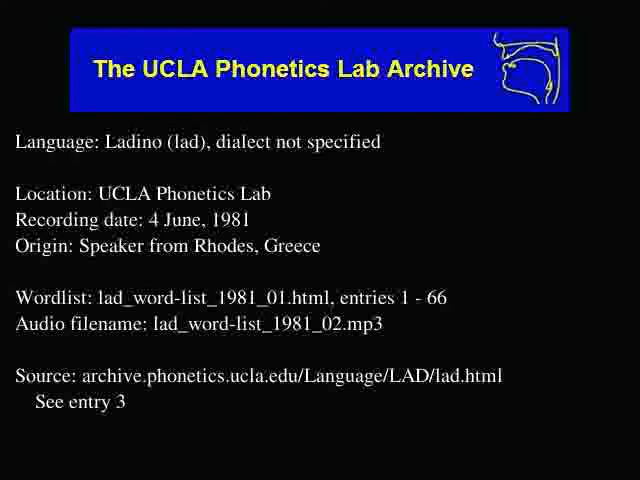 The UCLA Phonetics Lab Archive
Language: Ladino (lad), dialect not specified
Location: UCLA Phonetics Lab
Recording date: 4 June, 1981
Origin: Speaker from Rhodes, Greece
Wordlist: lad_word-list_1981_01.html, entries 1 - 66
Audio filename: lad_word-list_1981_02.mp3
Source: archive.phonetics.ucla.edu/Language/LAD/lad.html
See entry 3